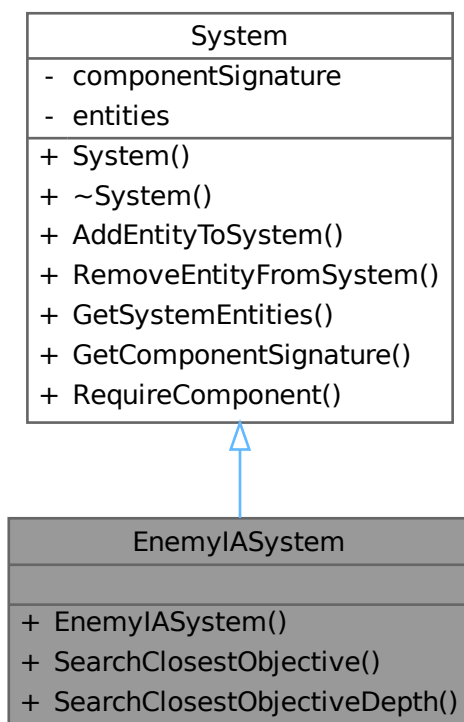 System
- componentSignature
- entities
+ System()
+ ~System()
+ AddEntityToSystem()
+ RemoveEntityFromSystem()
+ GetSystemEntities()
+ GetComponentSignature()
+ RequireComponent()
EnemyIASystem
+ EnemyIASystem()
+ SearchClosestObjective()
+ SearchClosestObjectiveDepth()